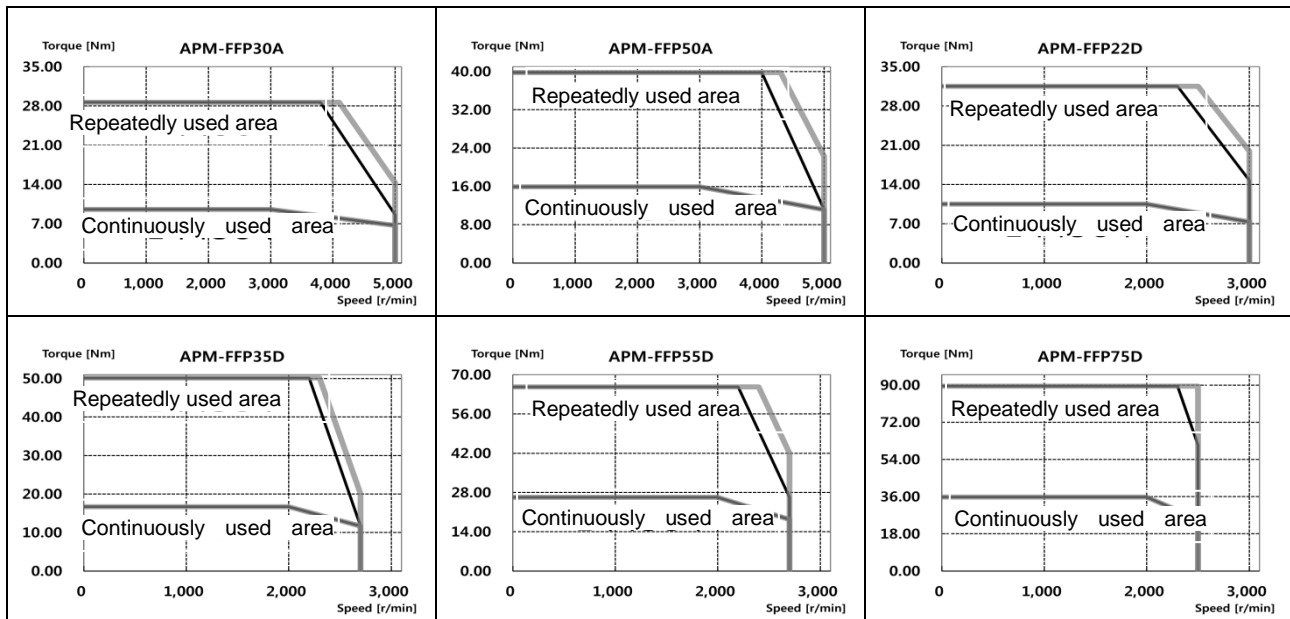 Torque [Nm] APM-FFP30A
35.00
28.00
Repeatedly used area
21.00
14.00
7.00
Continuously used area
0.00
0 1,000 2,000 3,000 4,000 5,000
Speed [r/min]
Torque [Nm] APM-FFP50A
40.00
Repeatedly used area
32.00
24.00
16.00
Continuously used area
8.00
0.00
0 1,000 2,000 3,000 4,000 5,000
Speed [r/min]
Torque [Nm] APM-FFP22D
35.00
28.00
Repeatedly used area
21.00
14.00
7.00
Continuously used area
0.00
0 1,000 2,000 3,000
Speed [r/min]
Torque [Nm] APM-FFP35D
50.00
Repeatedly used area
40.00
30.00
20.00
10.00
Continuously used area
0.00
0 1,000 2,000 3,000
Speed [r/min]
Torque [Nm] APM-FFP55D
70.00
Repeatedly used area
56.00
42.00
28.00
Continuously used area
14.00
0.00
0 1,000 2,000 3,000
Speed [r/min]
Torque [Nm] APM-FFP75D
90.00
Repeatedly used area
72.00
54.00
36.00
Continuously used area
18.00
0.00
0 1,000 2,000 3,000
Speed [r/min]